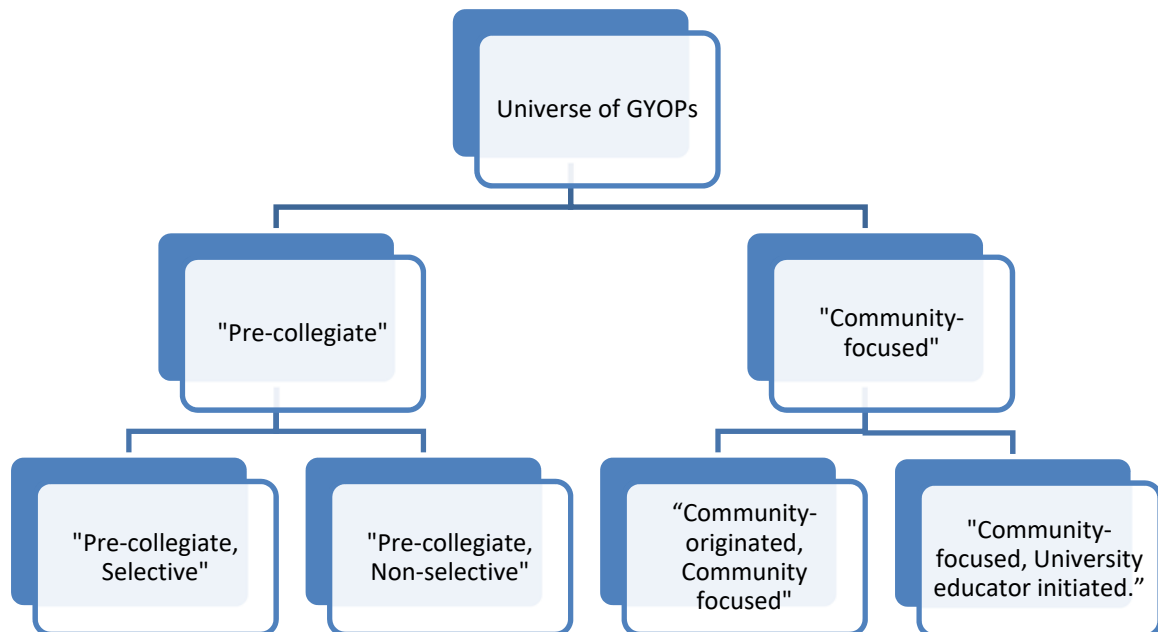 Universe of GYOPs
"Pre-collegiate"
"Community-
focused"
"Pre-collegiate,
Selective"
"Pre-collegiate,
Non-selective"
“Community-
originated,
Community
focused"
"Community-
focused, University
educator initiated.”